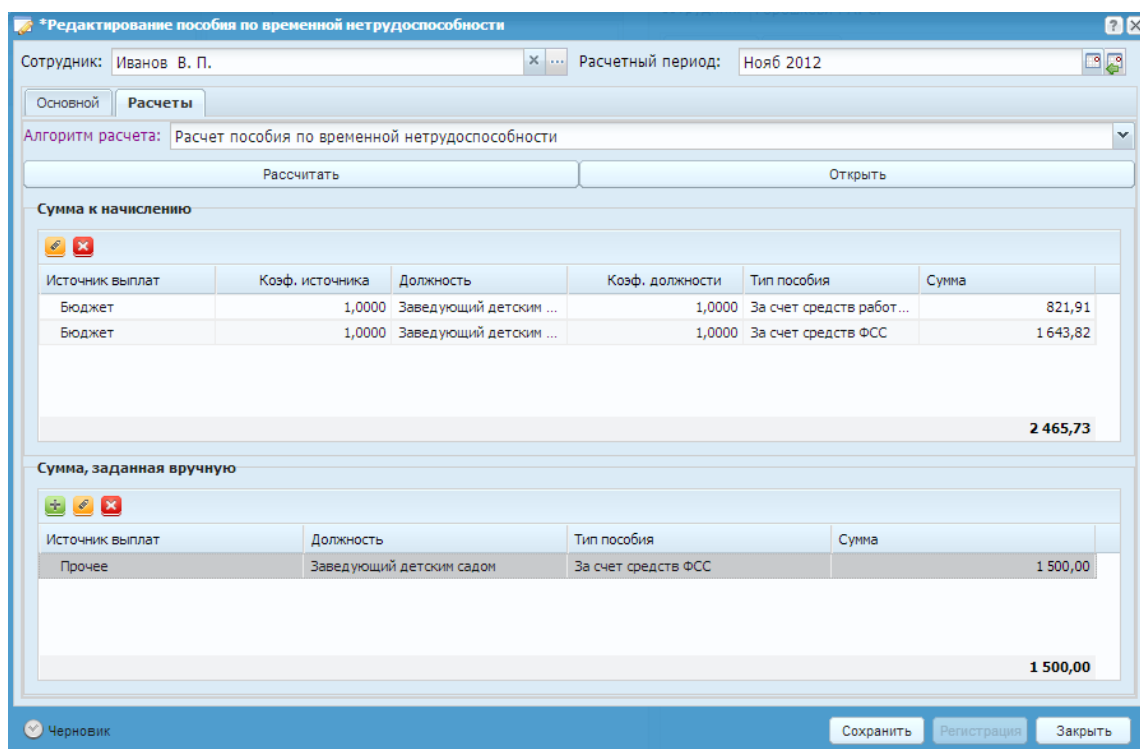 *Редактирование пособия по временной нетрудоспособности
Сотрудник: Иванов В. П. Расчетный период: Нояб 2012
Основной Расчеты
Алгоритм расчета: Расчет пособия по временной нетрудоспособности
Рассчитать Открыть
Сумма к начислению
Источник выплат Коэф. источника Должность Коэф. должности Тип пособия Сумма
Бюджет 1,0000 Заведующий детским ... 1,0000 За счет средств работ... 821,91
Бюджет 1,0000 Заведующий детским ... 1,0000 За счет средств ФСС 1 643,82
2 465,73
Сумма, заданная вручную
Источник выплат Должность Тип пособия Сумма
Прочее Заведующий детским садом За счет средств ФСС 1 500,00
1 500,00
Черновик Сохранить Регистрация Закрыть